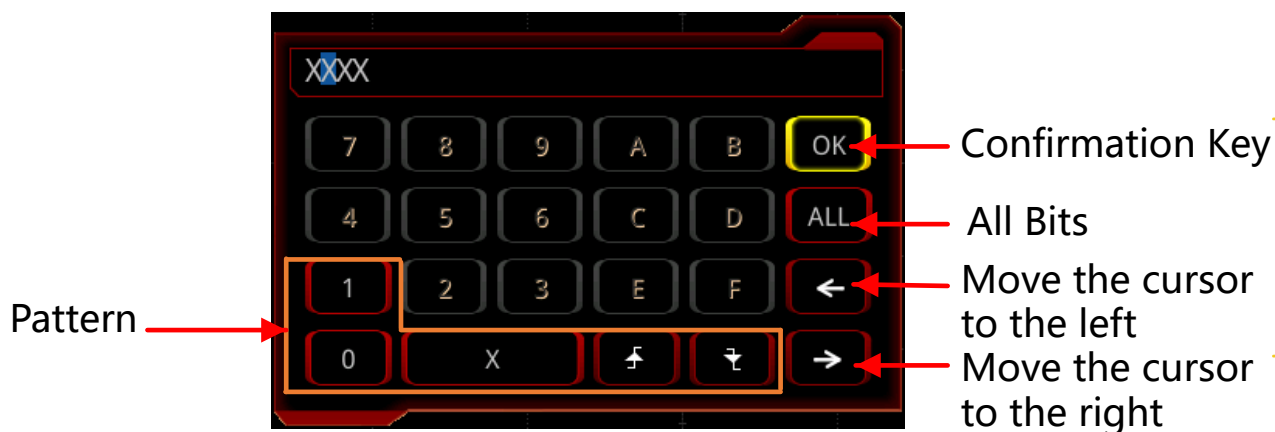 XXXX
7 8 9 A B OK
Confirmation Key
4 5 6 C D ALL
All Bits
1 2 3 E F ←
Move the cursor
to the left
Pattern
0 X →
Move the cursor
to the right